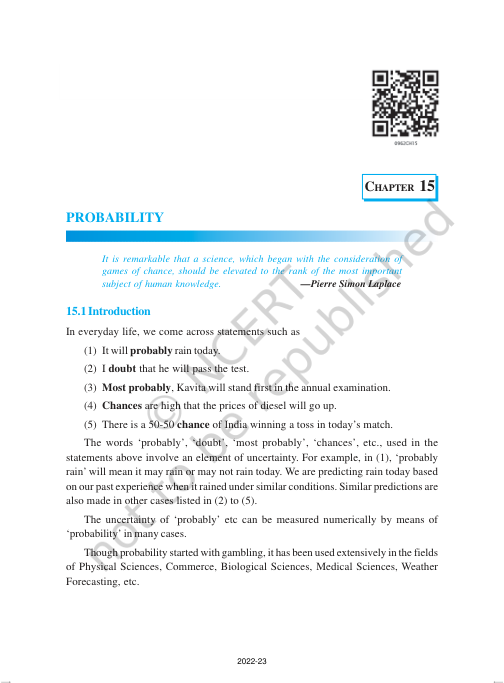 0962CH15
CHAPTER 15
PROBABILITY
It is remarkable that a science, which began with the consideration of
games of chance, should be elevated to the rank of the most important
subject of human knowledge. —Pierre Simon Laplace
15.1 Introduction
In everyday life, we come across statements such as
(1) It will probably rain today.
(2) I doubt that he will pass the test.
(3) Most probably, Kavita will stand first in the annual examination.
(4) Chances are high that the prices of diesel will go up.
(5) There is a 50-50 chance of India winning a toss in today’s match.
The words ‘probably’, ‘doubt’, ‘most probably’, ‘chances’, etc., used in the
statements above involve an element of uncertainty. For example, in (1), ‘probably
rain’ will mean it may rain or may not rain today. We are predicting rain today based
on our past experience when it rained under similar conditions. Similar predictions are
also made in other cases listed in (2) to (5).
The uncertainty of ‘probably’ etc can be measured numerically by means of
‘probability’ in many cases.
Though probability started with gambling, it has been used extensively in the fields
of Physical Sciences, Commerce, Biological Sciences, Medical Sciences, Weather
Forecasting, etc.
© NCERT
not to be republished
2022-23